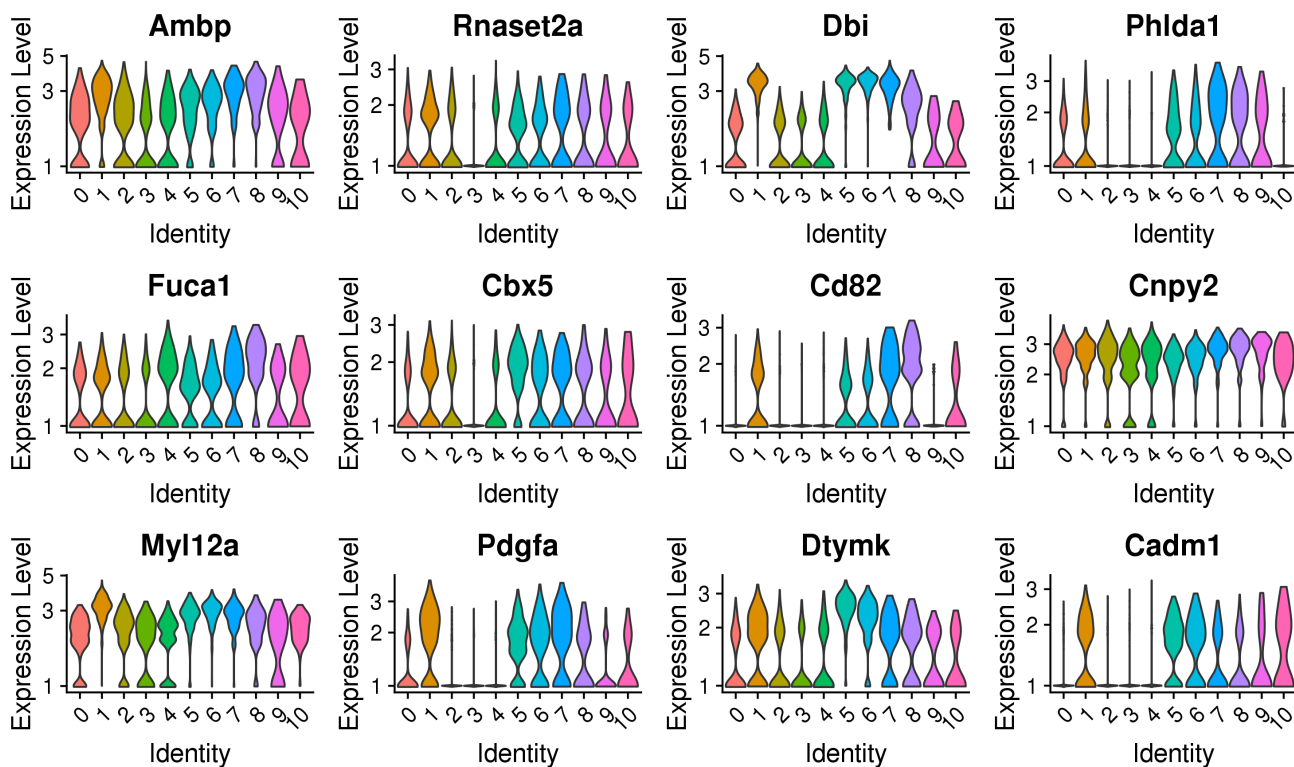 Ambp Rnaset2a Dbi Phlda1
Expression Level 5 3 1 Expression Level 3 2 1 Expression Level 5 3 1 Expression Level 3 2 1
0 1 2 3 4 5 6 7 8 9 10 0 1 2 3 4 5 6 7 8 9 10 0 1 2 3 4 5 6 7 8 9 10 0 1 2 3 4 5 6 7 8 9 10
Identity Identity Identity Identity
Fuca1 Cbx5 Cd82 Cnpy2
Expression Level 3 2 1 Expression Level 3 2 1 Expression Level 3 2 1 Expression Level 3 2 1
0 1 2 3 4 5 6 7 8 9 10 0 1 2 3 4 5 6 7 8 9 10 0 1 2 3 4 5 6 7 8 9 10 0 1 2 3 4 5 6 7 8 9 10
Identity Identity Identity Identity
Myl12a Pdgfa Dtymk Cadm1
Expression Level 5 3 1 Expression Level 3 2 1 Expression Level 3 2 1 Expression Level 3 2 1
0 1 2 3 4 5 6 7 8 9 10 0 1 2 3 4 5 6 7 8 9 10 0 1 2 3 4 5 6 7 8 9 10 0 1 2 3 4 5 6 7 8 9 10
Identity Identity Identity Identity